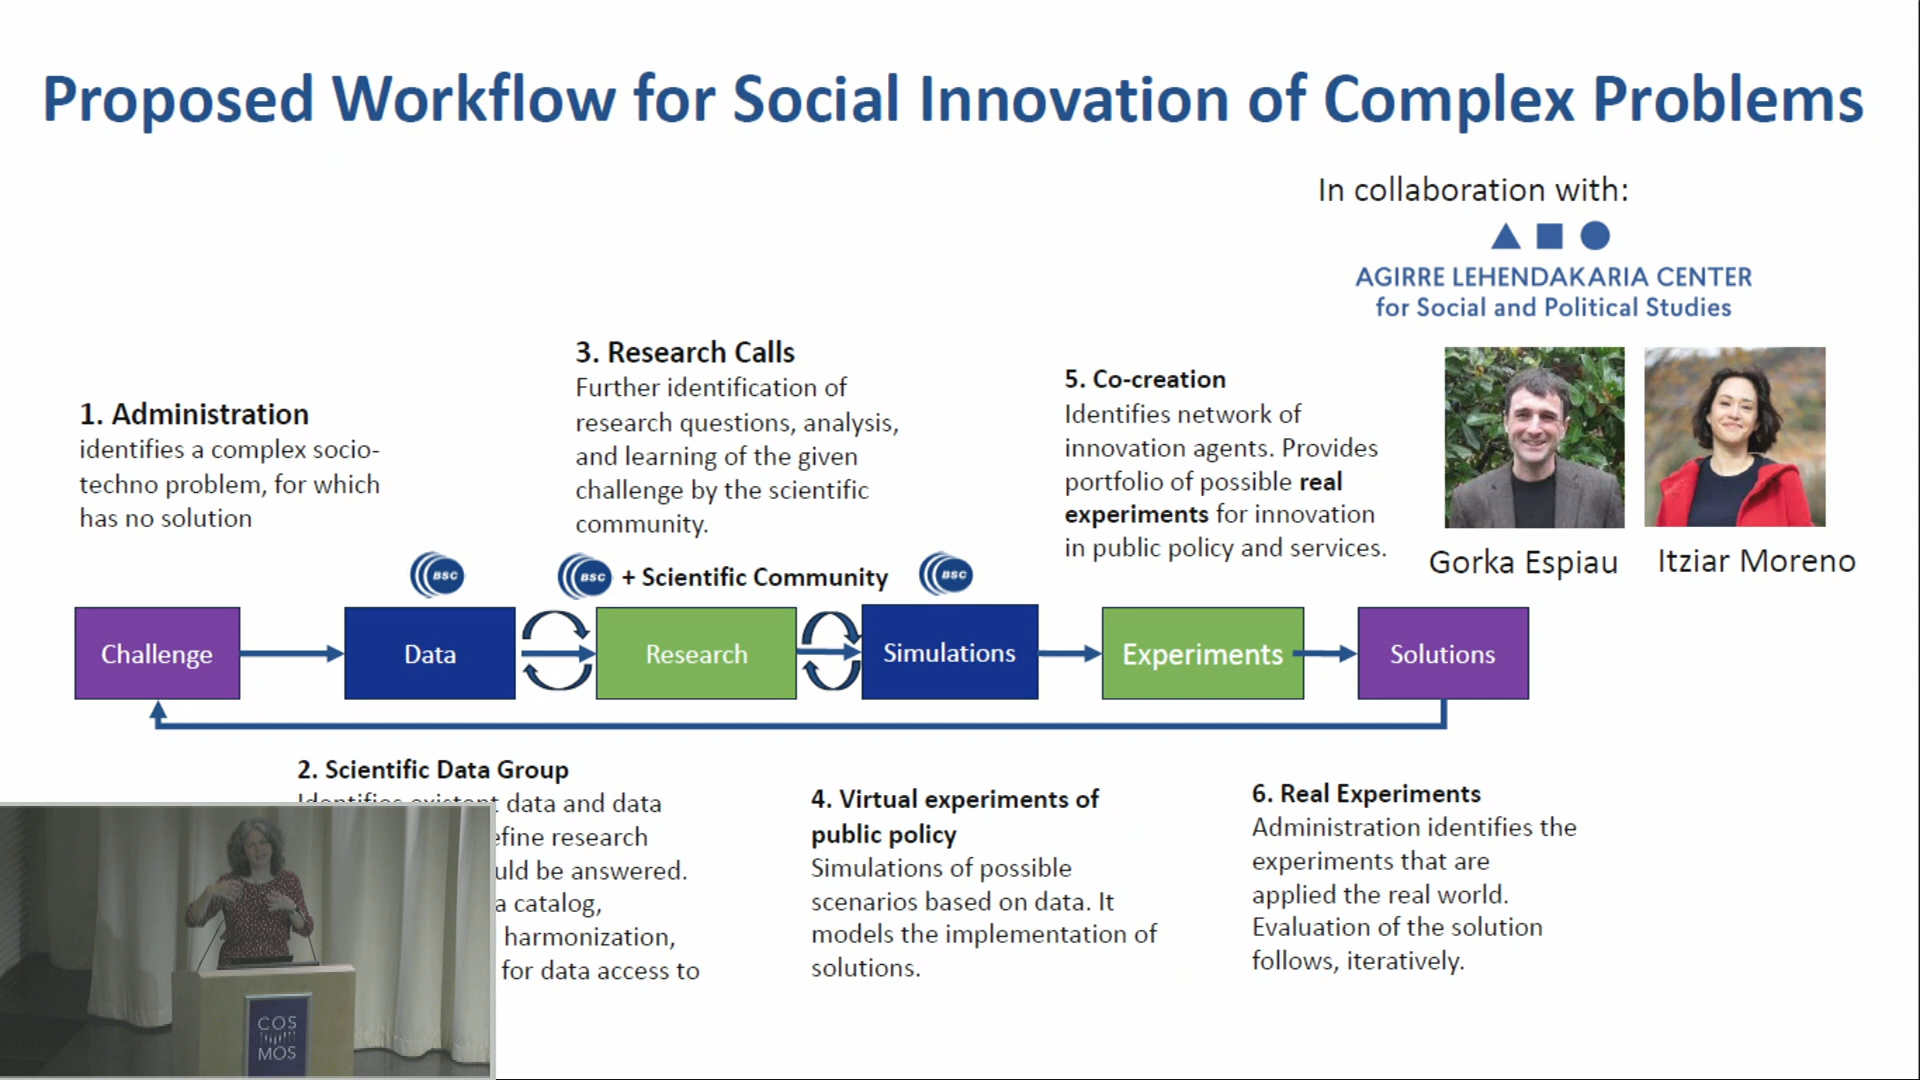 Proposed Workflow for Social Innovation of Complex Problems
In collaboration with:
AGIRRE LEHENDAKARIA CENTER
for Social and Political Studies
Gorka Espiau
Itziar Moreno
1. Administration
identifies a complex socio-
techno problem, for which
has no solution
3. Research Calls
Further identification of
research questions, analysis,
and learning of the given
challenge by the scientific
community.
5. Co-creation
Identifies network of
innovation agents. Provides
portfolio of possible real
experiments for innovation
in public policy and services.
BSC
BSC + Scientific Community
BSC
Challenge
Data
Research
Simulations
Experiments
Solutions
2. Scientific Data Group
Identifies existent data and data
research
be answered.
catalog,
harmonization,
for data access to
4. Virtual experiments of
public policy
Simulations of possible
scenarios based on data. It
models the implementation of
solutions.
6. Real Experiments
Administration identifies the
experiments that are
applied the real world.
Evaluation of the solution
follows, iteratively.
COS
MOS